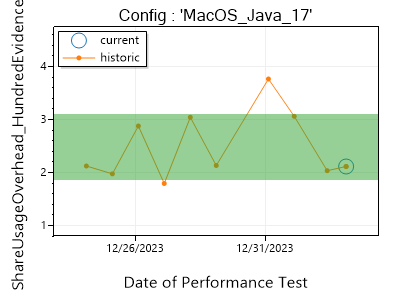 Config : 'MacOS_Java_17'
current
historic
ShareUsageOverhead_HundredEvidence
4
3
2
1
12/26/2023
12/31/2023
Date of Performance Test